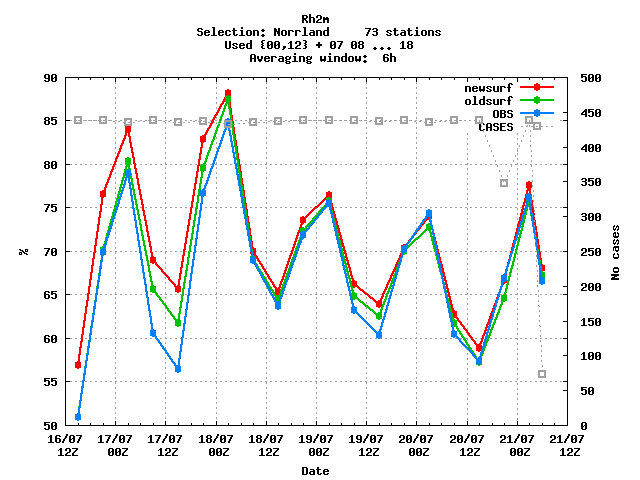 Rh2m
Selection: Norrland     73 stations
Used {00,12} + 07 08 ... 18
Averaging window:  6h
newsurf
oldsurf
OBS
CASES
90
85
80
75
70
65
60
55
50
%
500
450
400
350
300
250
200
150
100
50
0
No cases
16/07 17/07 17/07 18/07 18/07 19/07 19/07 20/07 20/07 21/07 21/07
12Z 00Z 12Z 00Z 12Z 00Z 12Z 00Z 12Z 00Z 12Z
Date